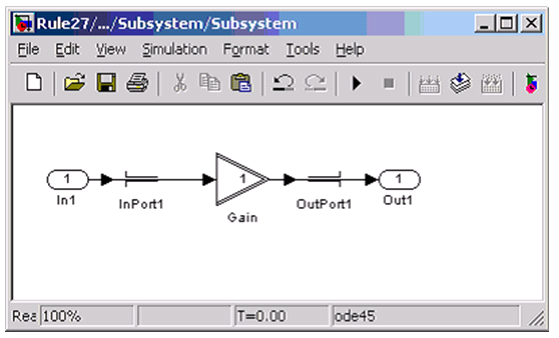 Rule27/.../Subsystem/Subsystem
File Edit View Simulation Format Tools Help
1 1 1
In1 InPort1 Gain OutPort1 Out1
Rea 100% T=0.00 ode45